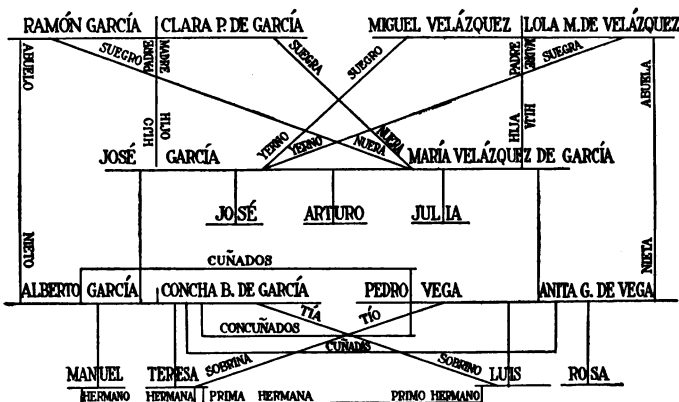 RAMÓN GARCÍA CLARA P. DE GARCÍA MIGUEL VELÁZQUEZ LOLA M. DE VELÁZQUEZ
ABUELO SUEGRO PADRE MADRE SUEGRA SUEGRO PADRE MADRE SUEGRA ABUELA
HIJO HIJO YERNO YERNO NUERA NUERA HIJA HIJA
JOSÉ GARCÍA MARÍA VELÁZQUEZ DE GARCÍA
JOSÉ ARTURO JULIA
NIETO CUÑADOS NIETA
ALBERTO GARCÍA CONCHA B. DE GARCÍA PEDRO VEGA ANITA G. DE VEGA
TÍA TÍO
CONCUÑADOS
CUÑADAS
SOBRINA SOBRINO
MANUEL TERESA LUIS ROSA
HERMANO HERMANA PRIMA HERMANA PRIMO HERMANO